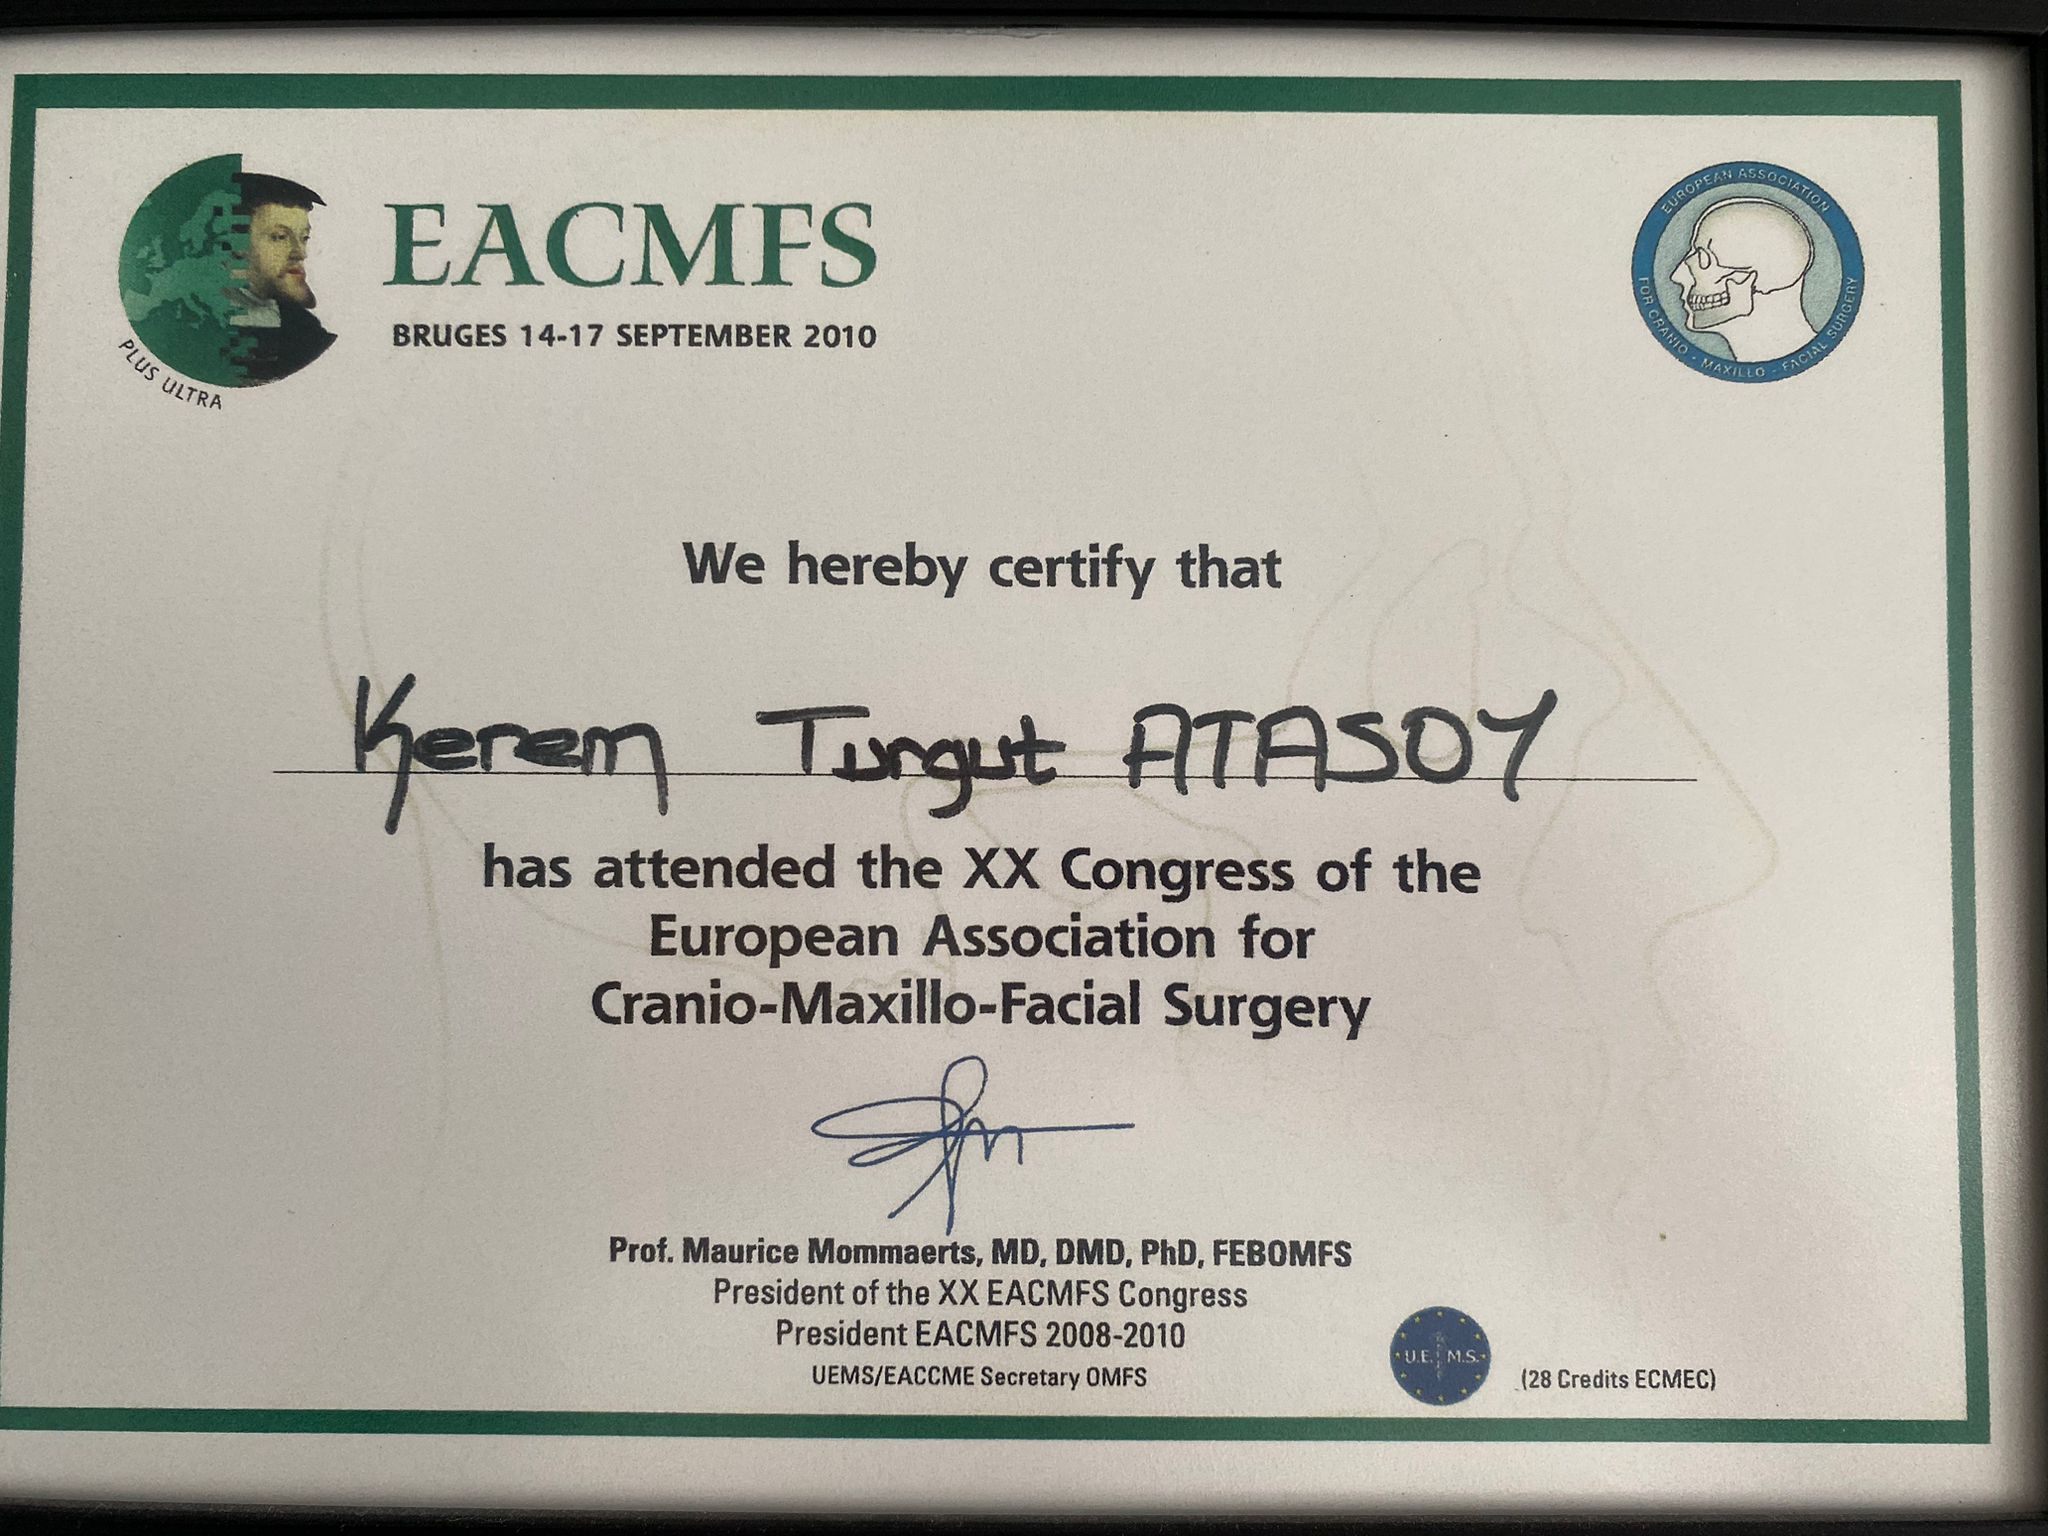 EACMFS
BRUGES 14-17 SEPTEMBER 2010
PLUS ULTRA
EUROPEAN ASSOCIATION
FOR CRANIO - MAXILLO - FACIAL SURGERY
We hereby certify that
Kerem Turgut ATASOY
has attended the XX Congress of the
European Association for
Cranio-Maxillo-Facial Surgery
Prof. Maurice Mommaerts, MD, DMD, PhD, FEBOMFS
President of the XX EACMFS Congress
President EACMFS 2008-2010
UEMS/EACCME Secretary OMFS
U.E.M.S.
(28 Credits ECMEC)